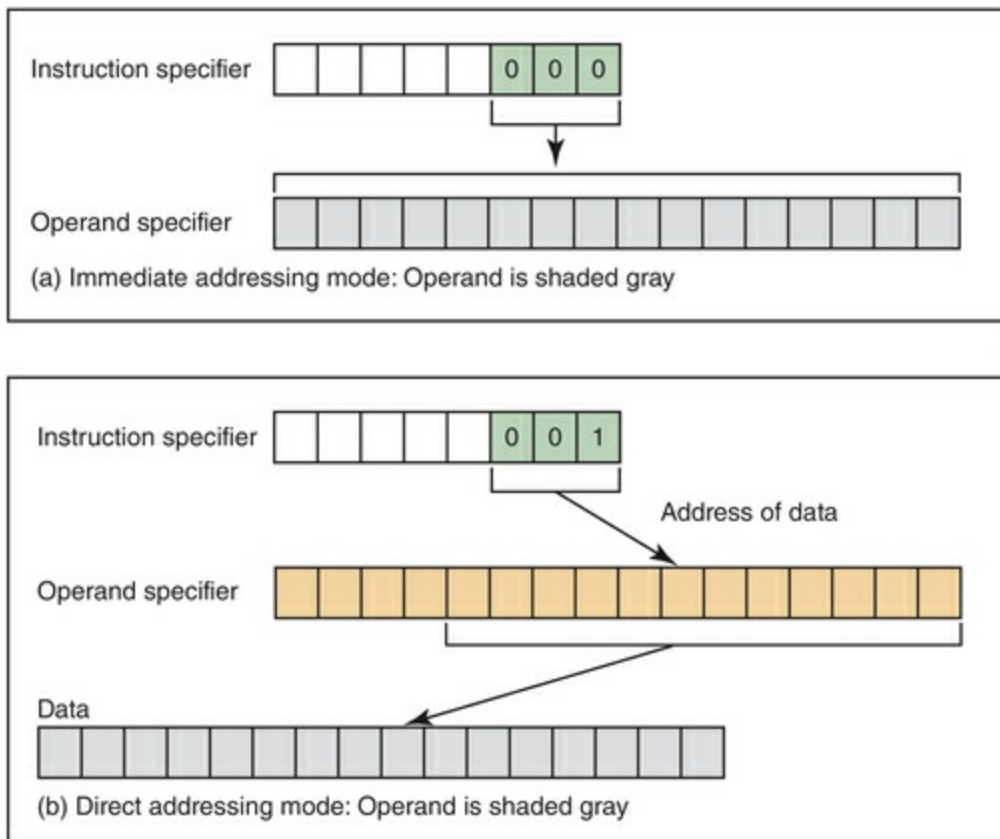 Instruction specifier 0 0 0
Operand specifier
(a) Immediate addressing mode: Operand is shaded gray
Instruction specifier 0 0 1
Address of data
Operand specifier
Data
(b) Direct addressing mode: Operand is shaded gray